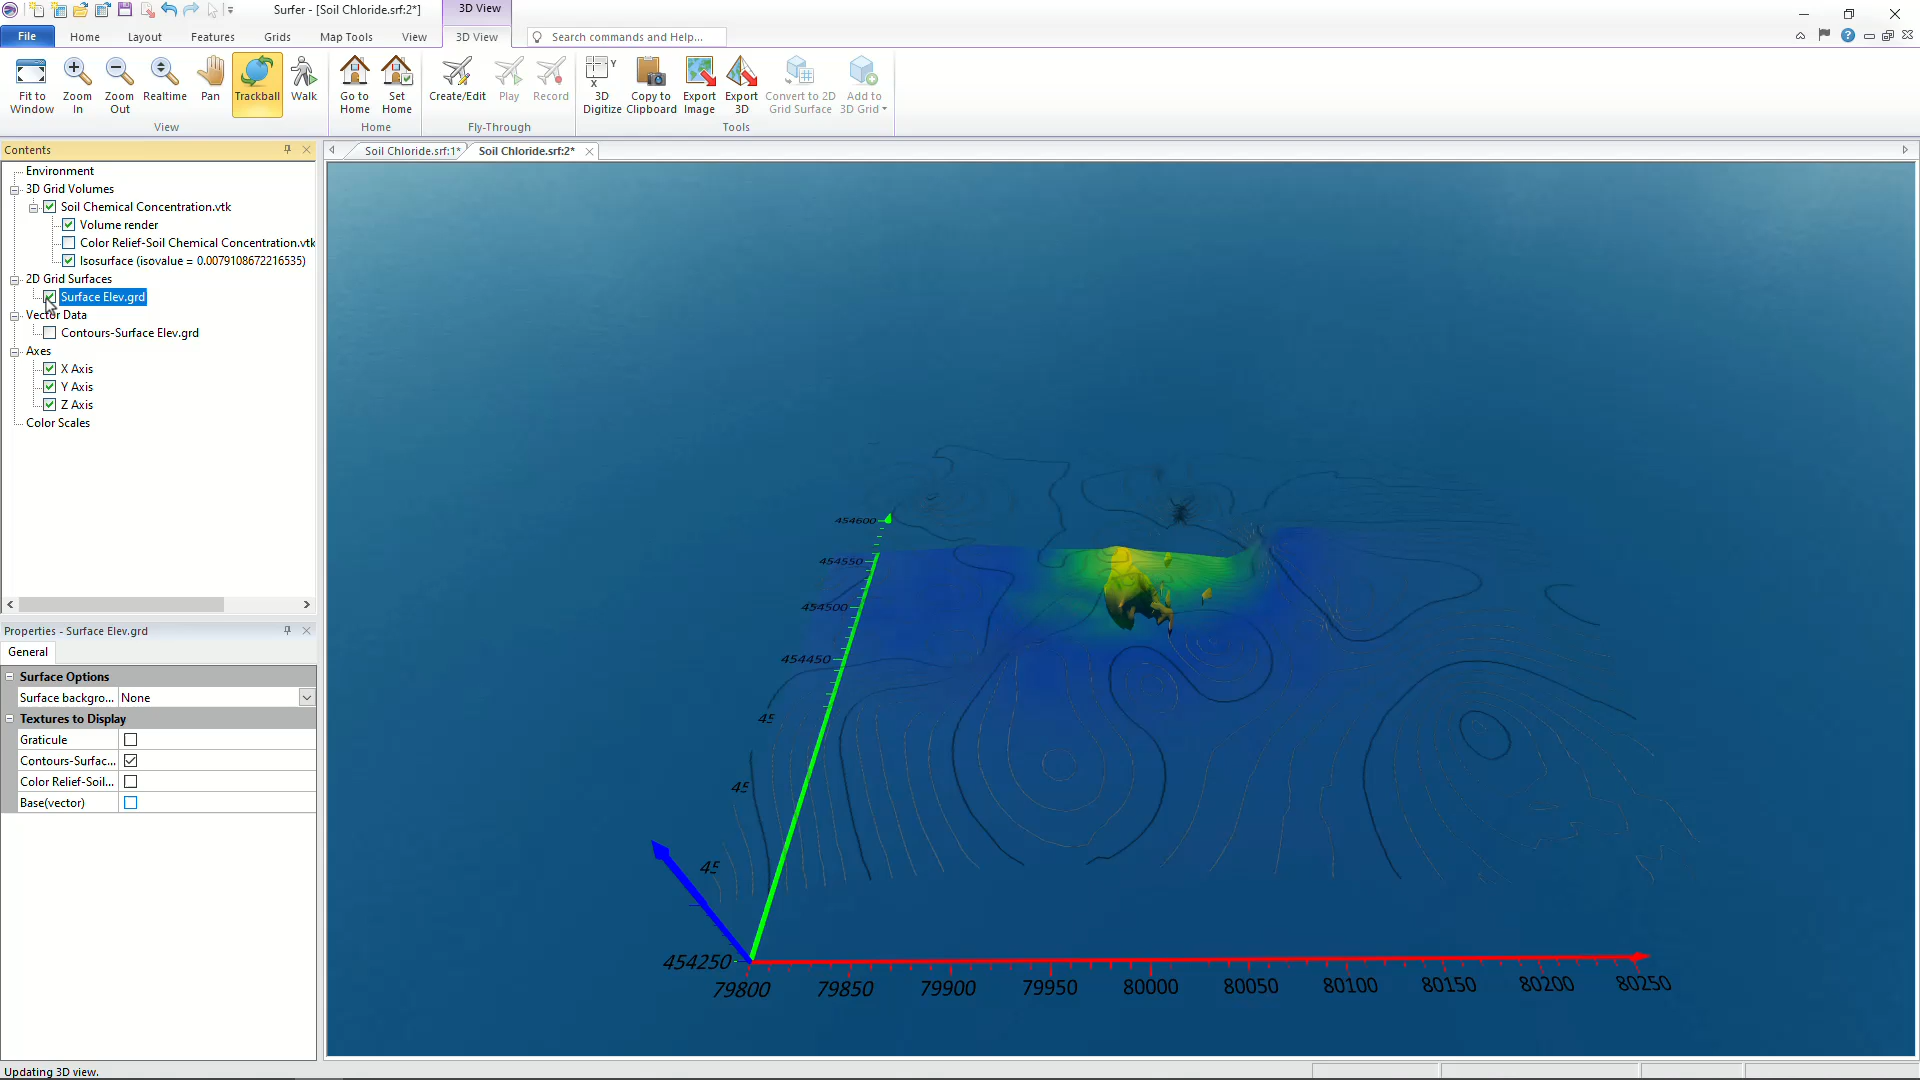 Surfer - [Soil Chloride.srf:2*]
3D View
File
Home
Layout
Features
Grids
Map Tools
View
3D View
Search commands and Help...
Fit to Window
Zoom In
Zoom Out
Realtime
Pan
Trackball
Walk
Go to Home
Set Home
Create/Edit
Play
Record
X Y
3D Digitize
Copy to Clipboard
Export Image
Export 3D
Convert to 2D Grid Surface
Add to 3D Grid
View
Home
Fly-Through
Tools
Contents
Soil Chloride.srf:1*
Soil Chloride.srf:2*
Environment
3D Grid Volumes
Soil Chemical Concentration.vtk
Volume render
Color Relief-Soil Chemical Concentration.vtk
Isosurface (isovalue = 0.0079108672216535)
2D Grid Surfaces
Surface Elev.grd
Vector Data
Contours-Surface Elev.grd
Axes
X Axis
Y Axis
Z Axis
Color Scales
Properties - Surface Elev.grd
General
Surface Options
Surface backgro...
None
Textures to Display
Graticule
Contours-Surfac...
Color Relief-Soil...
Base(vector)
454600
454550
454500
454450
45
45
45
454250
79800
79850
79900
79950
80000
80050
80100
80150
80200
80250
Updating 3D view.